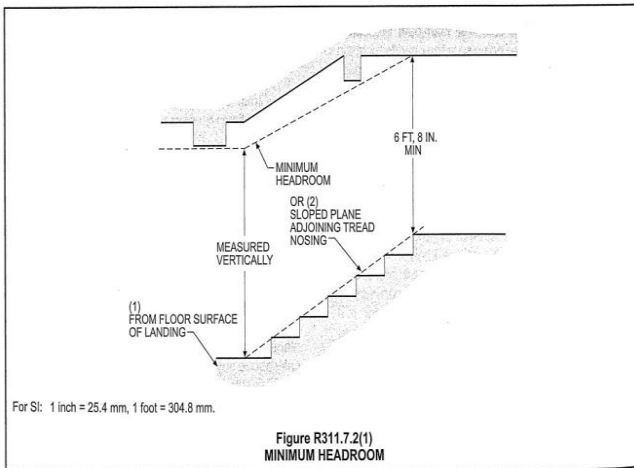 6 FT, 8 IN.
MIN
MINIMUM
HEADROOM
OR (2)
SLOPED PLANE
ADJOINING TREAD
NOSING
MEASURED
VERTICALLY
(1)
FROM FLOOR SURFACE
OF LANDING
For SI: 1 inch = 25.4 mm, 1 foot = 304.8 mm.
Figure R311.7.2(1)
MINIMUM HEADROOM